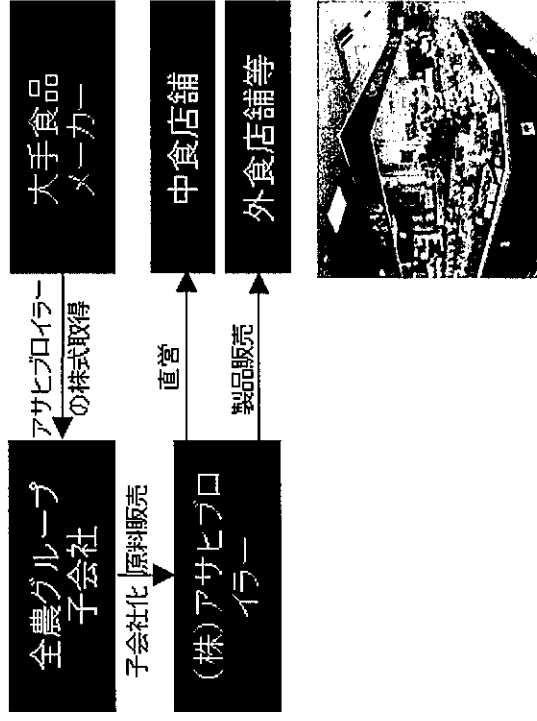 大手食品
メーカー
アサヒブロイラー
の株式取得
全農グループ
子会社
子会社化
原料販売
(株)アサヒブロ
イラー
直営
中食店舗
製品販売
外食店舗等